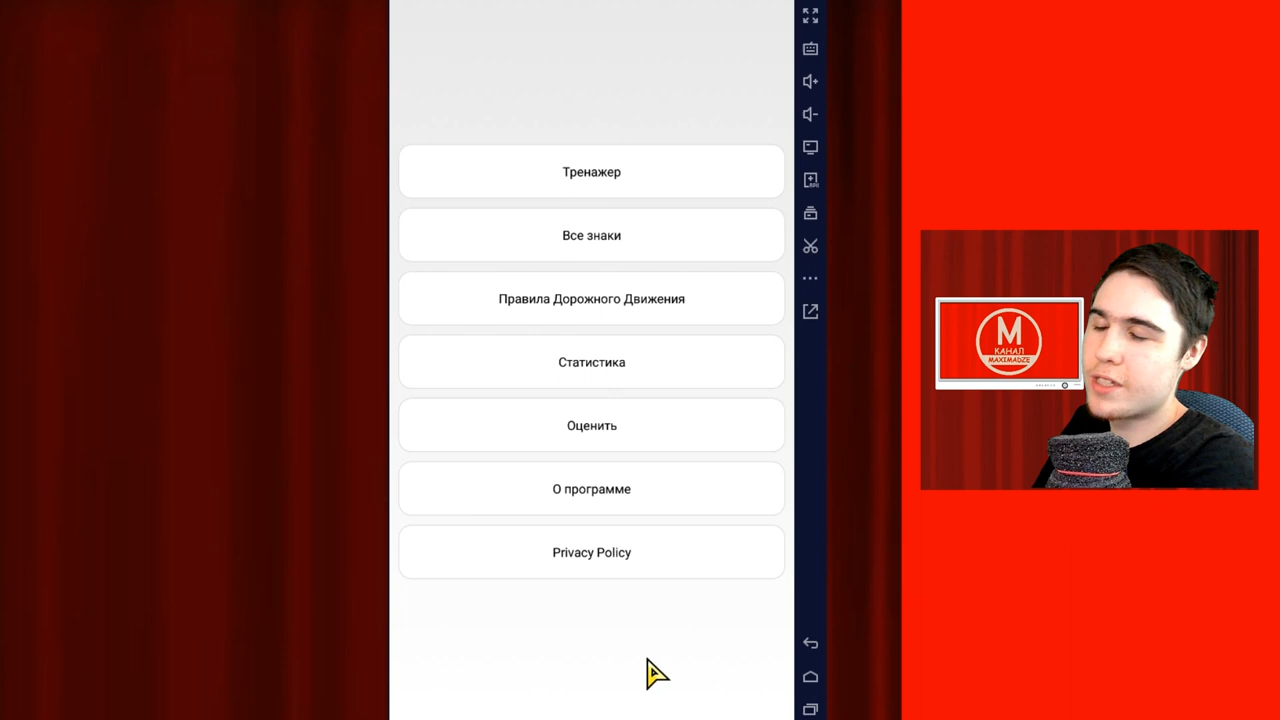 Тренажер
Все знаки
Правила Дорожного Движения
Статистика
Оценить
О программе
Privacy Policy
М
КАНАЛ
MAXIMADZE